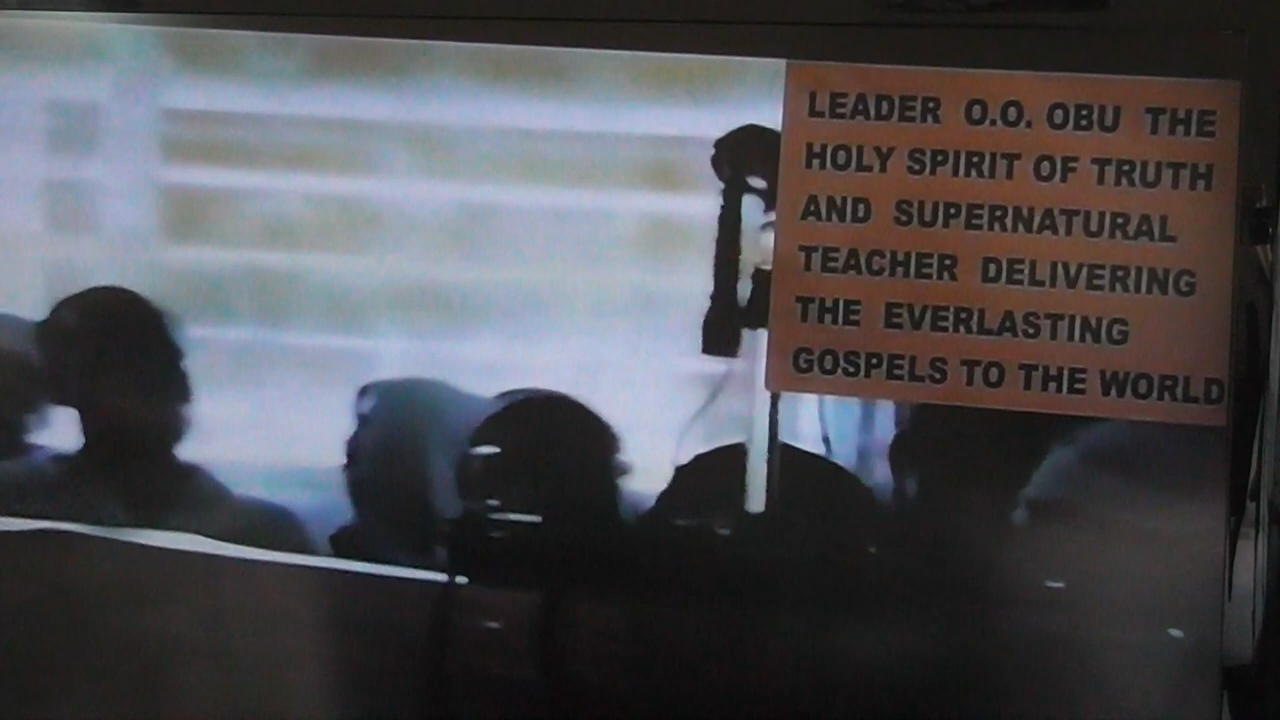 LEADER O.O. OBU THE
HOLY SPIRIT OF TRUTH
AND SUPERNATURAL
TEACHER DELIVERING
THE EVERLASTING
GOSPELS TO THE WORLD